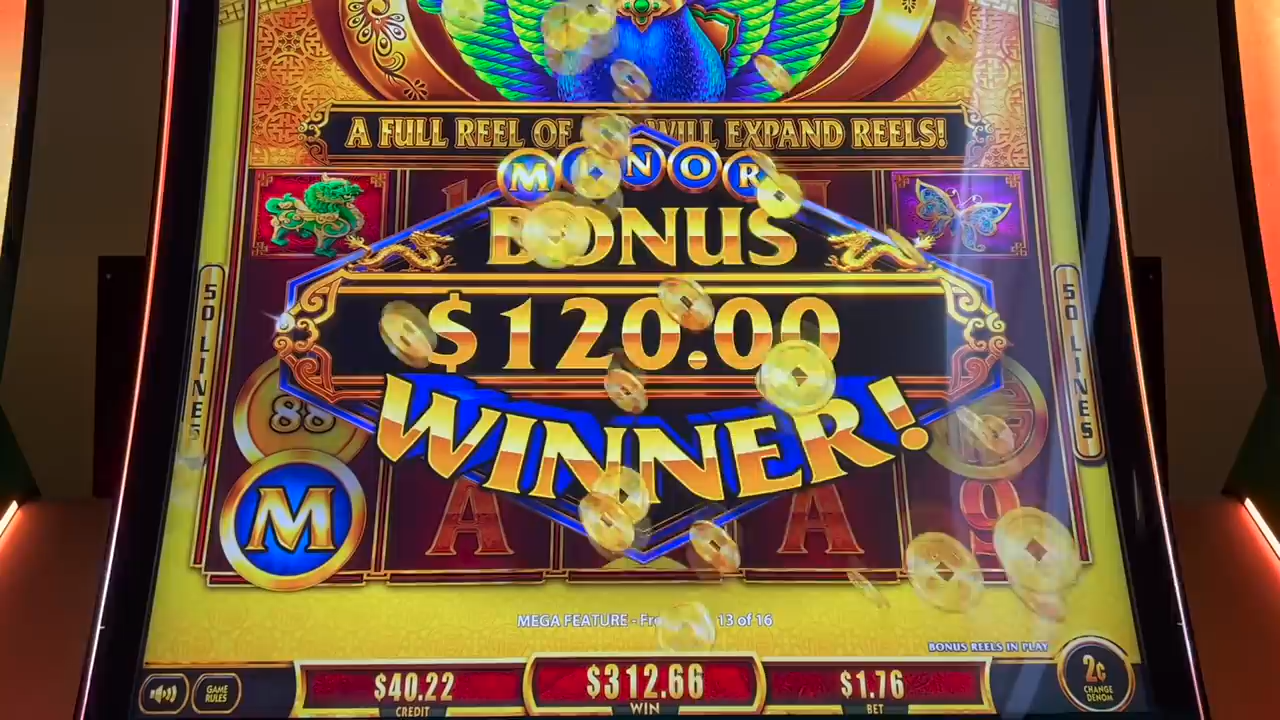 A FULL REEL OF WILL EXPAND REELS!
MINOR
BONUS
$120.00
WINNER!
50 LINES
50 LINES
88
M
A
A
9
MEGA FEATURE - 13 of 16
BONUS REELS IN PLAY
GAME RULES
$40.22
CREDIT
$312.66
WIN
$1.76
BET
2¢
CHANGE
DENOM